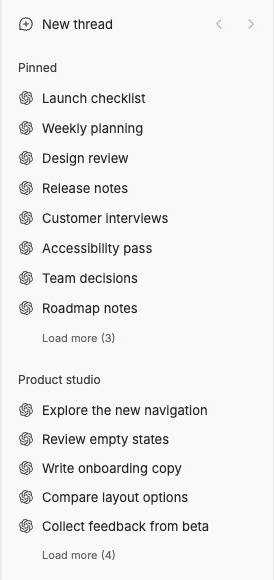 New thread
Pinned
Launch checklist
Weekly planning
Design review
Release notes
Customer interviews
Accessibility pass
Team decisions
Roadmap notes
Load more (3)
Product studio
Explore the new navigation
Review empty states
Write onboarding copy
Compare layout options
Collect feedback from beta
Load more (4)